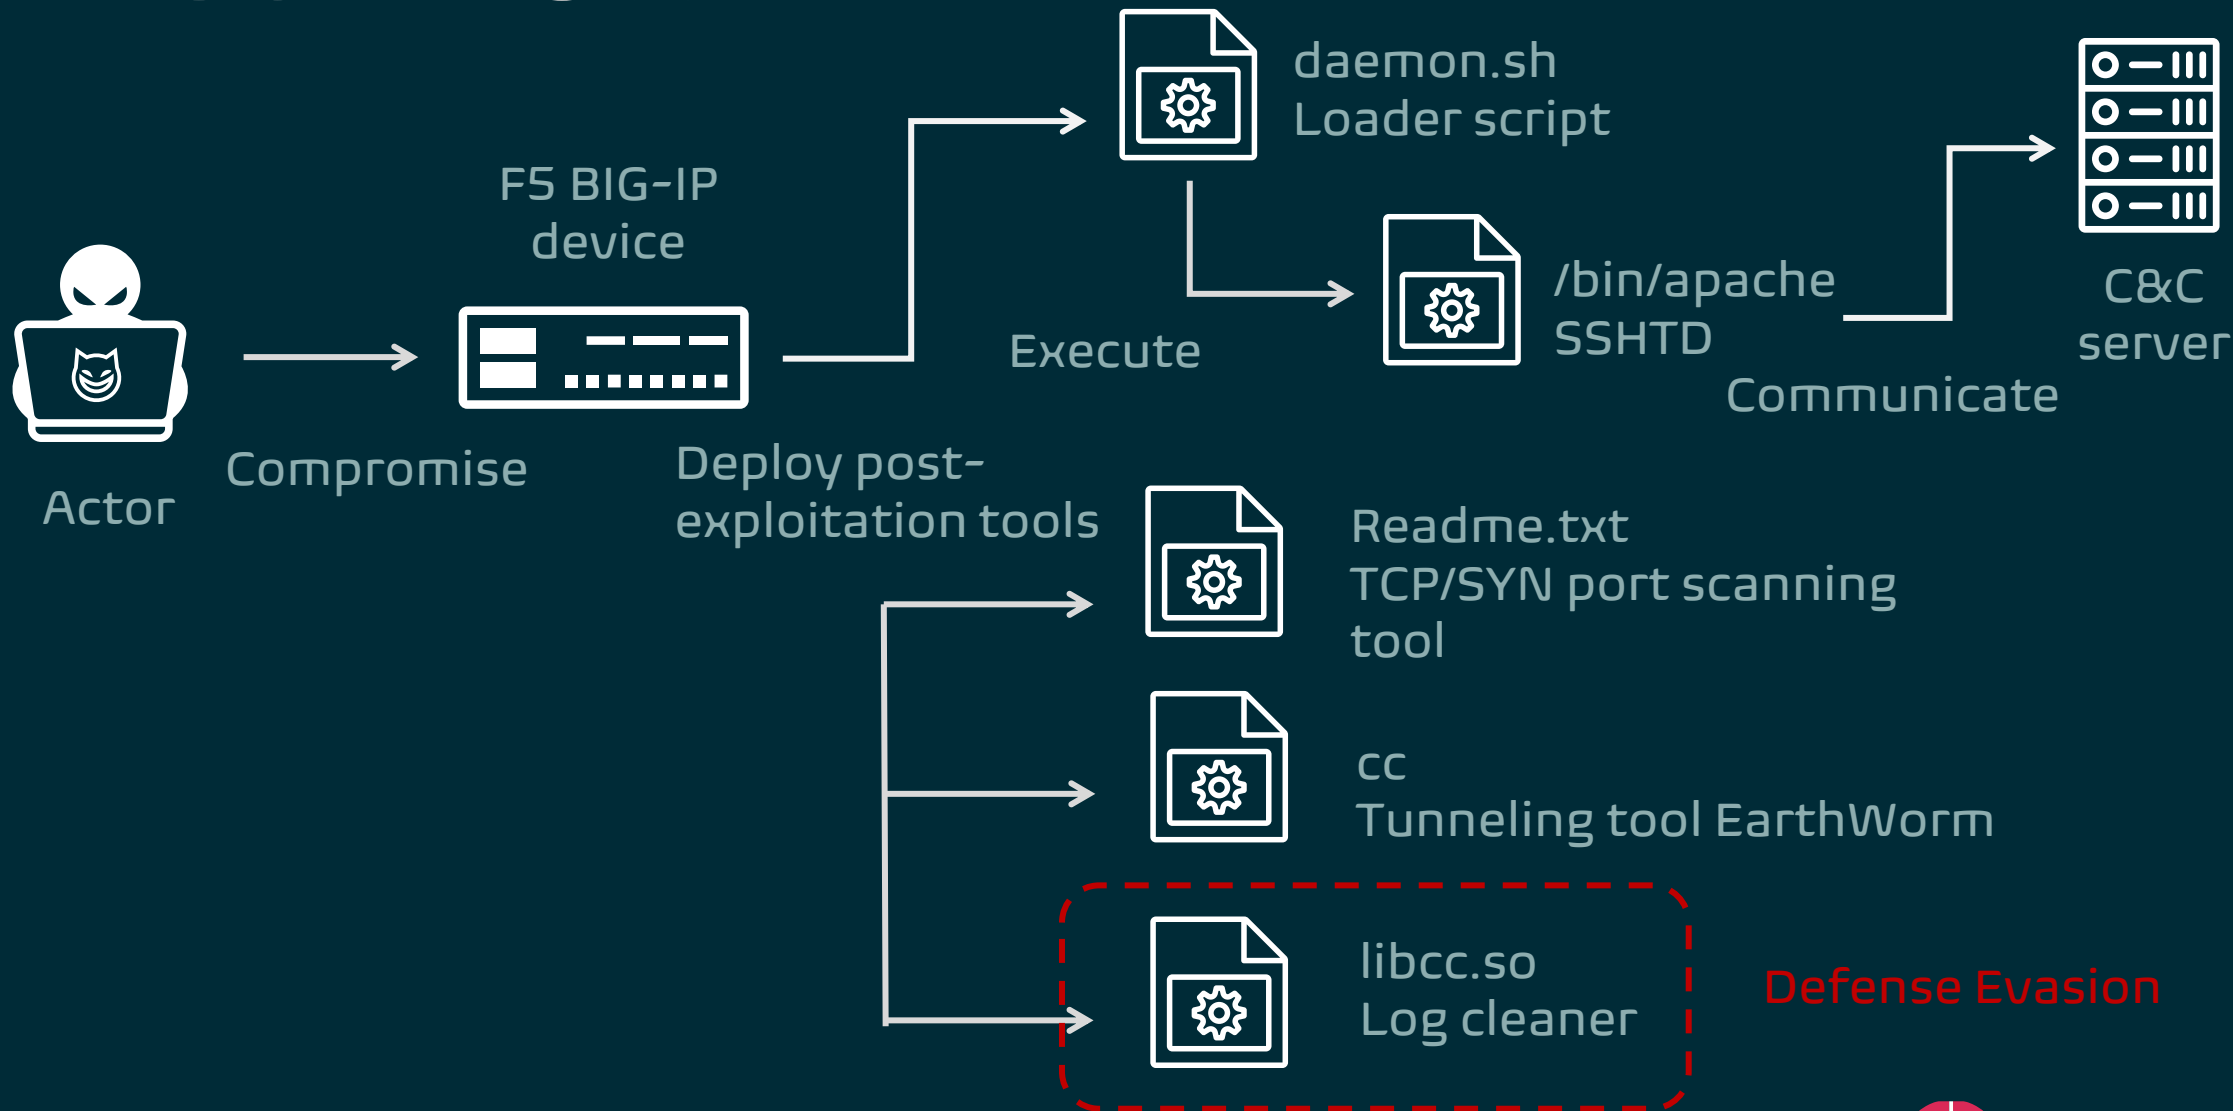 daemon.sh
Loader script
F5 BIG-IP
device
/bin/apache
SSHTD
C&C
server
Execute
Communicate
Compromise
Actor
Deploy post-
exploitation tools
Readme.txt
TCP/SYN port scanning
tool
cc
Tunneling tool EarthWorm
libcc.so
Log cleaner
Defense Evasion